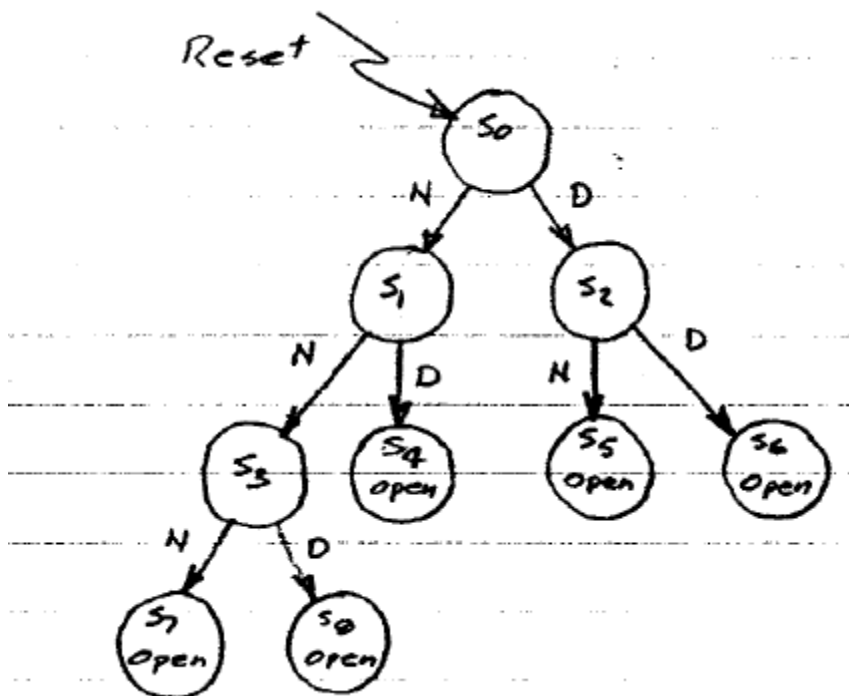 Reset
S0
N D
S1 S2
N D N D
S3 S4 Open S5 Open S6 Open
N D
S7 Open S8 Open